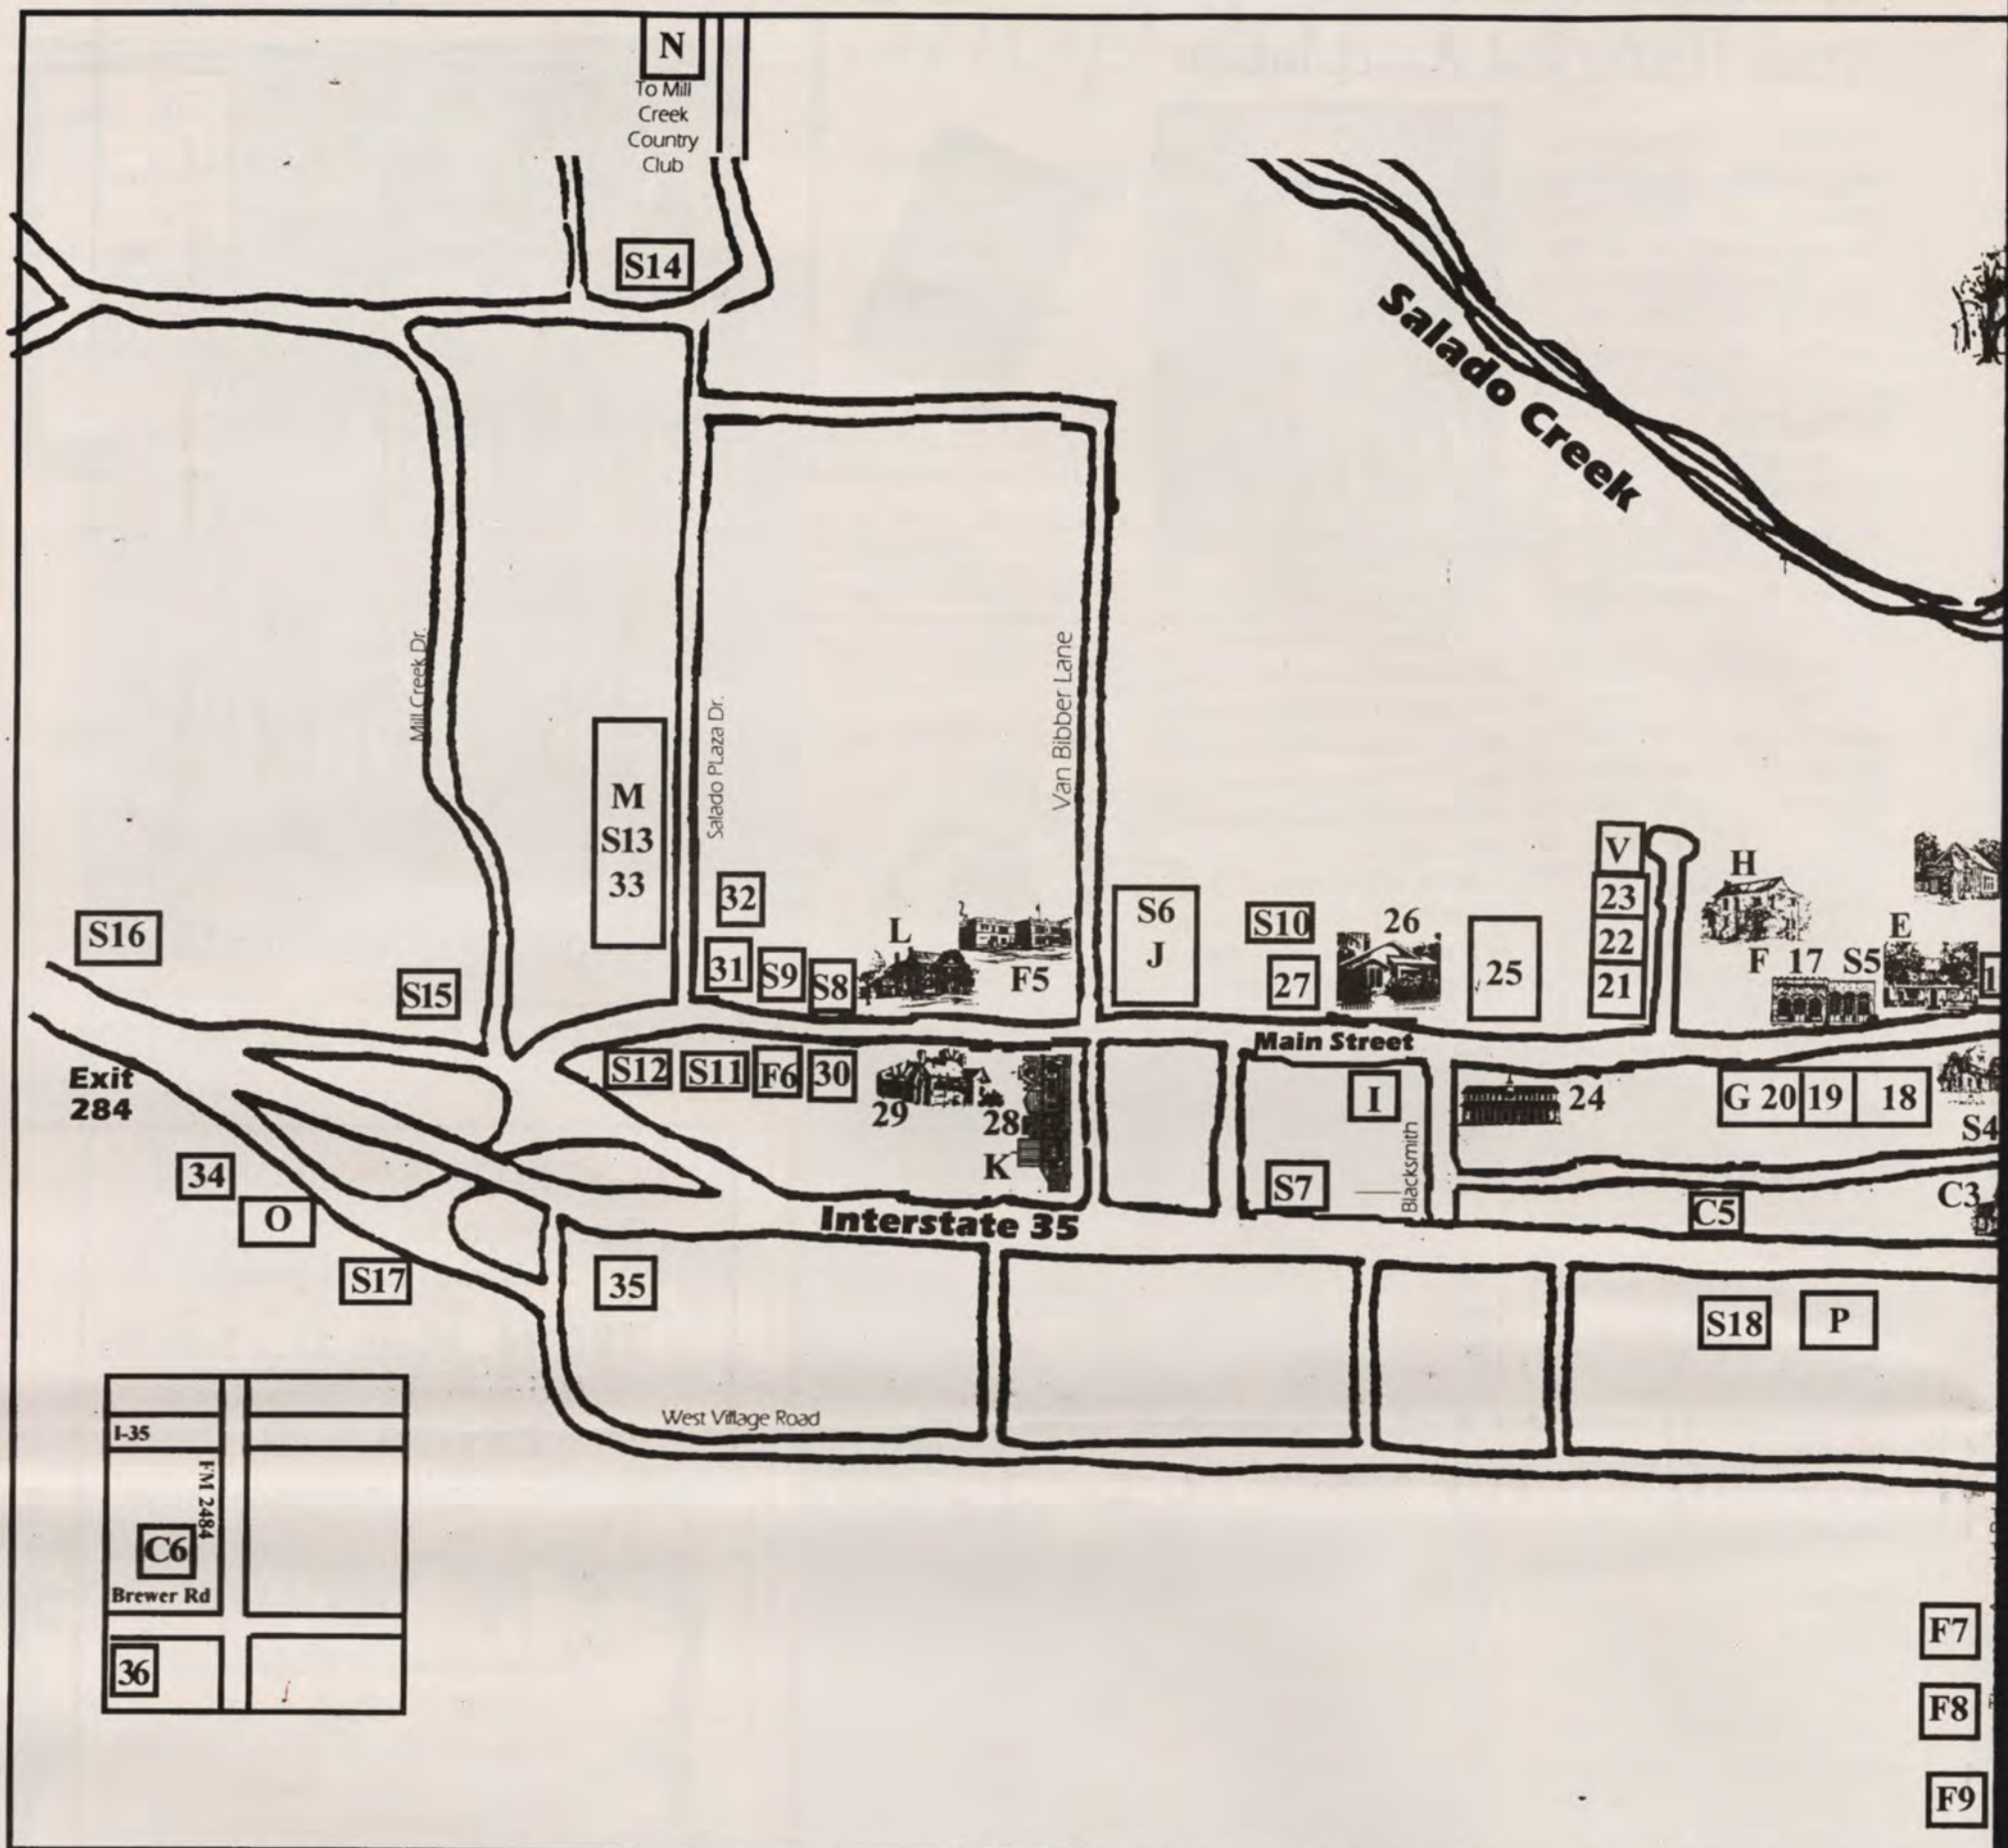 N
To Mill
Creek
Country
Club
S14
Salado Creek
Mill Creek Dr.
Salado PLaza Dr.
Van Bibber Lane
M
S13
33
32
31
S9
S8
L
F5
S6
J
S10
27
26
25
V
23
22
21
H
F
17
S5
E
S16
S15
Main Street
Exit
284
S12
S11
F6
30
29
28
K
I
Blacksmith
24
G 20
19
18
S4
S7
C5
C3
34
O
S17
Interstate 35
35
S18
P
West Village Road
I-35
FM 2484
C6
Brewer Rd
36
F7
F8
F9